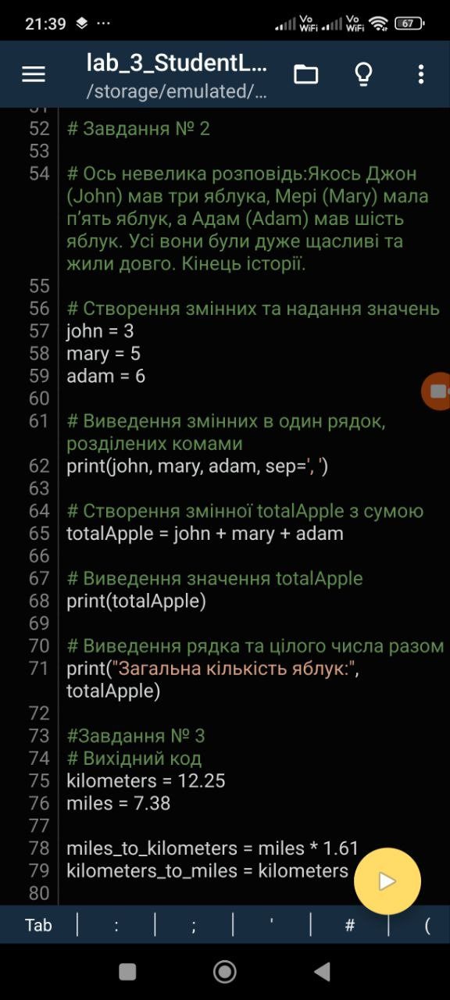 21:39 ... Vo WiFi Vo WiFi 67
lab_3_StudentL...
/storage/emulated/...
52 # Завдання № 2
53
54 # Ось невелика розповідь:Якось Джон
(John) мав три яблука, Мері (Mary) мала
п’ять яблук, а Адам (Adam) мав шість
яблук. Усі вони були дуже щасливі та
жили довго. Кінець історії.
55
56 # Створення змінних та надання значень
57 john = 3
58 mary = 5
59 adam = 6
60
61 # Виведення змінних в один рядок,
розділених комами
62 print(john, mary, adam, sep=', ')
63
64 # Створення змінної totalApple з сумою
65 totalApple = john + mary + adam
66
67 # Виведення значення totalApple
68 print(totalApple)
69
70 # Виведення рядка та цілого числа разом
71 print("Загальна кількість яблук:",
totalApple)
72
73 #Завдання № 3
74 # Вихідний код
75 kilometers = 12.25
76 miles = 7.38
77
78 miles_to_kilometers = miles * 1.61
79 kilometers_to_miles = kilometers
80
Tab : ; ' # (